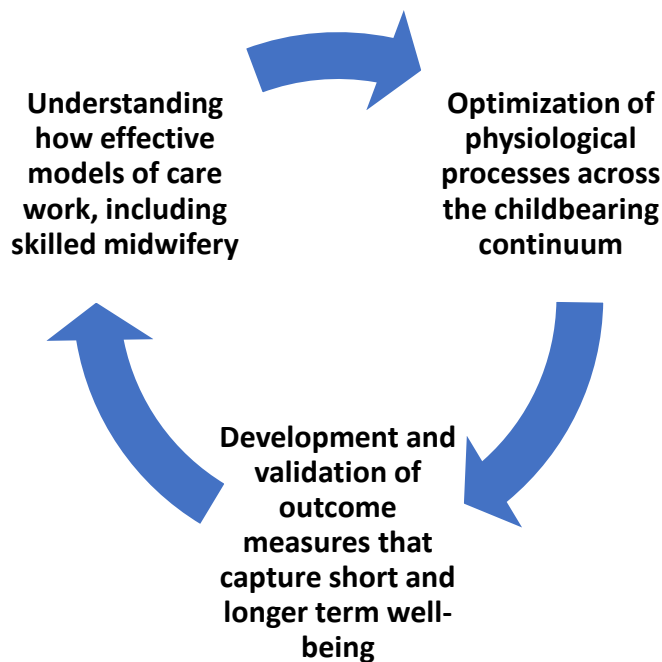 Understanding
how effective
models of care
work, including
skilled midwifery
Optimization of
physiological
processes across
the childbearing
continuum
Development and
validation of
outcome
measures that
capture short and
longer term well-
being